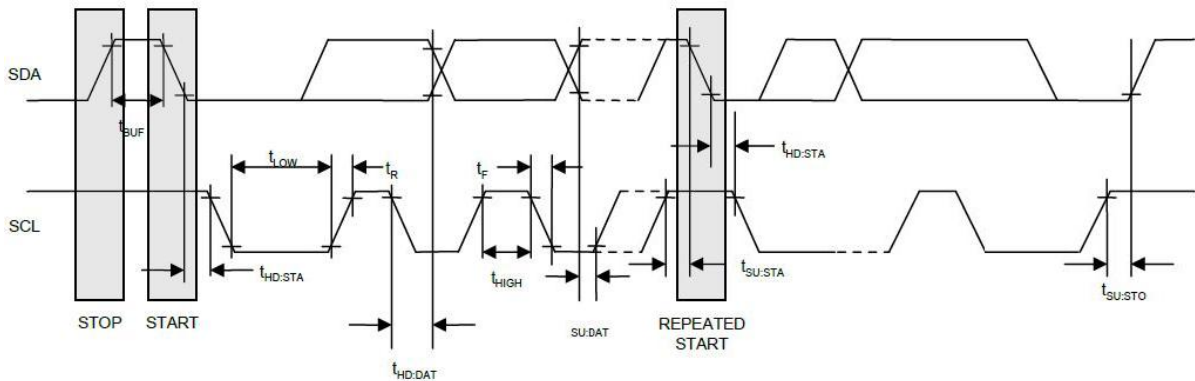 SDA
tBUF
tLOW
tR
tF
tHD:STA
SCL
tHD:STA
tHIGH
tSU:STA
tSU:STO
STOP
START
SU:DAT
REPEATED
START
tHD:DAT